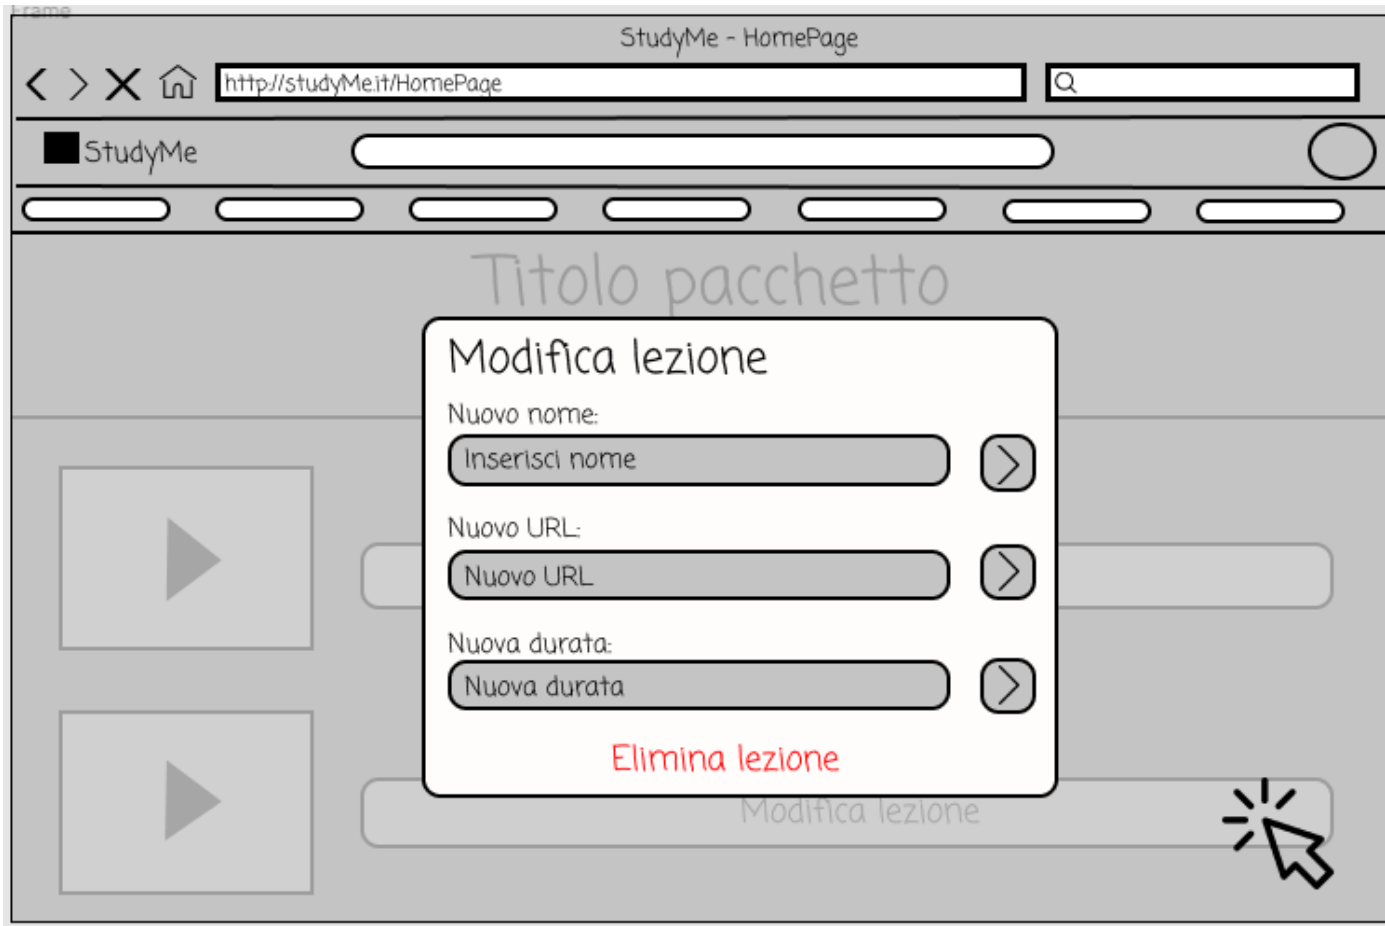 Frame
StudyMe - HomePage
http://studyMe.it/HomePage
StudyMe
Titolo pacchetto
Modifica lezione
Nuovo nome:
Inserisci nome
Nuovo URL:
Nuovo URL
Nuova durata:
Nuova durata
Elimina lezione
Modifica lezione